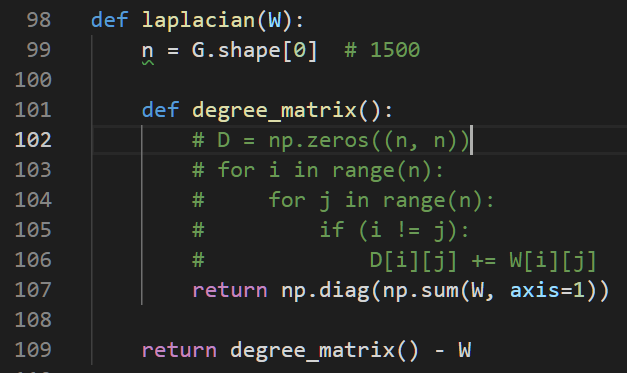 98 def laplacian(W):
99 n = G.shape[0] # 1500
100
101 def degree_matrix():
102 # D = np.zeros((n, n))
103 # for i in range(n):
104 # for j in range(n):
105 # if (i != j):
106 # D[i][j] += W[i][j]
107 return np.diag(np.sum(W, axis=1))
108
109 return degree_matrix() - W